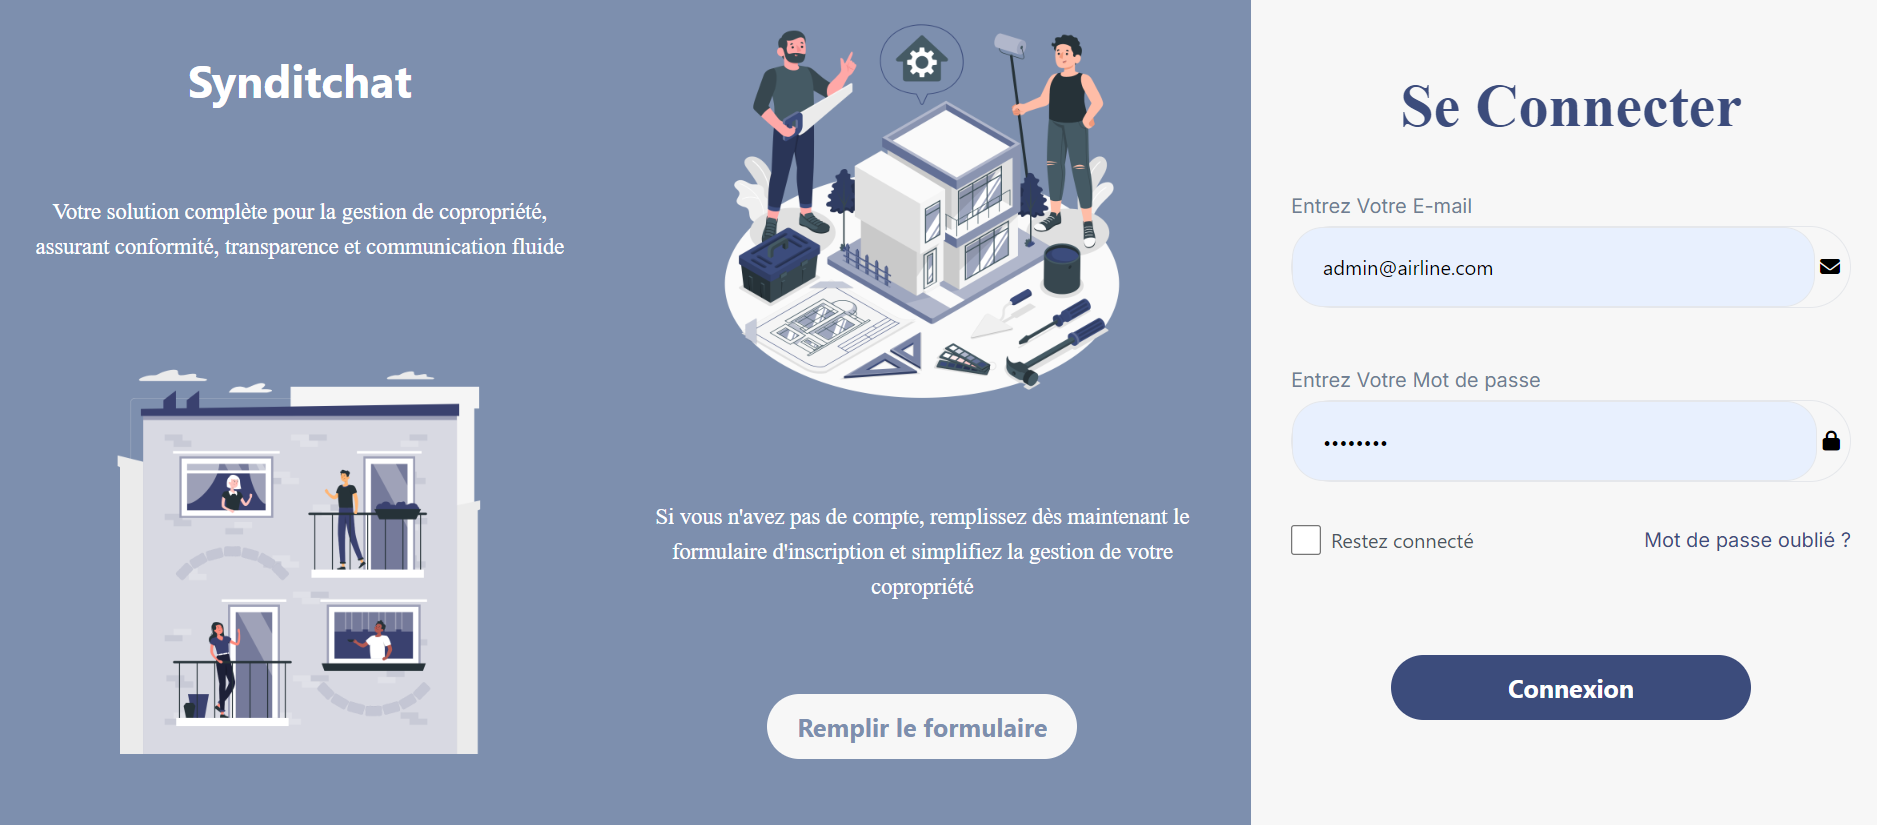 Synditchat
Votre solution complète pour la gestion de copropriété,
assurant conformité, transparence et communication fluide
Si vous n'avez pas de compte, remplissez dès maintenant le
formulaire d'inscription et simplifiez la gestion de votre
copropriété
Remplir le formulaire
Se Connecter
Entrez Votre E-mail
admin@airline.com
Entrez Votre Mot de passe
••••••••
Restez connecté
Mot de passe oublié ?
Connexion